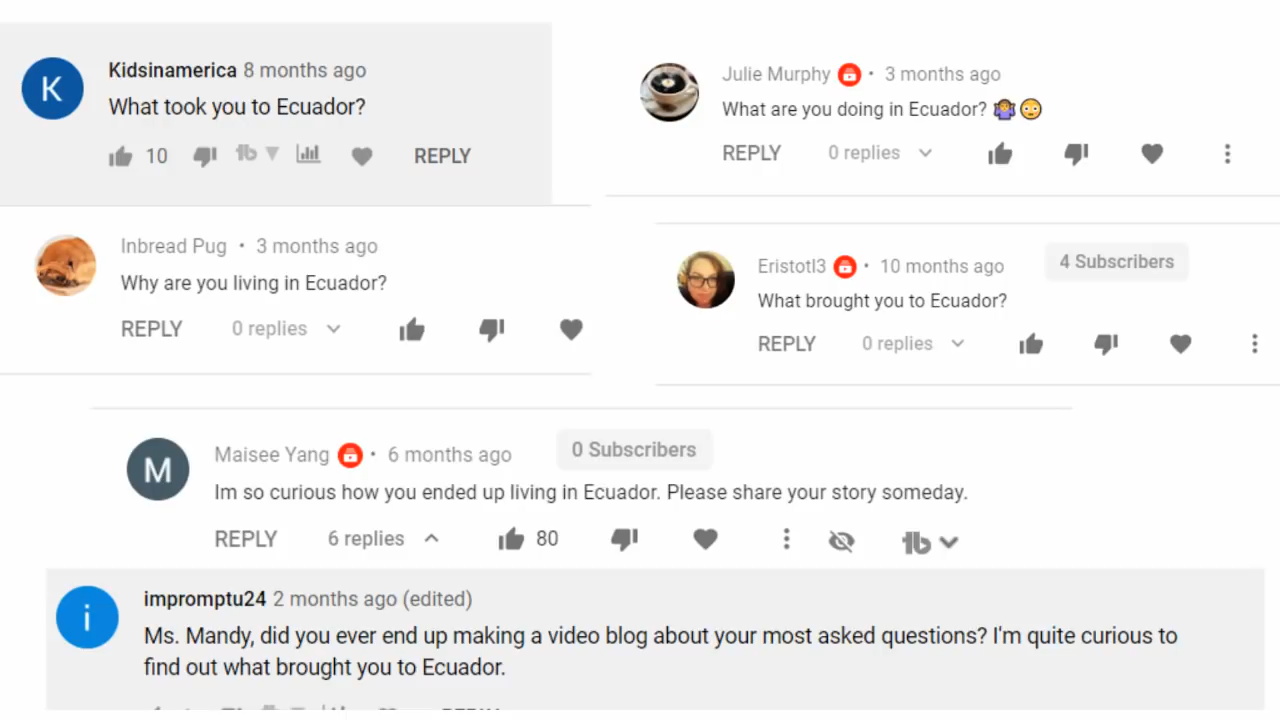 K
Kidsinamerica 8 months ago
What took you to Ecuador?
10 REPLY
Julie Murphy • 3 months ago
What are you doing in Ecuador? 🤷🏽‍♀️😳
REPLY 0 replies
Inbread Pug • 3 months ago
Why are you living in Ecuador?
REPLY 0 replies
Eristotl3 • 10 months ago 4 Subscribers
What brought you to Ecuador?
REPLY 0 replies
M
Maisee Yang • 6 months ago 0 Subscribers
Im so curious how you ended up living in Ecuador. Please share your story someday.
REPLY 6 replies 80
i
impromptu24 2 months ago (edited)
Ms. Mandy, did you ever end up making a video blog about your most asked questions? I'm quite curious to
find out what brought you to Ecuador.